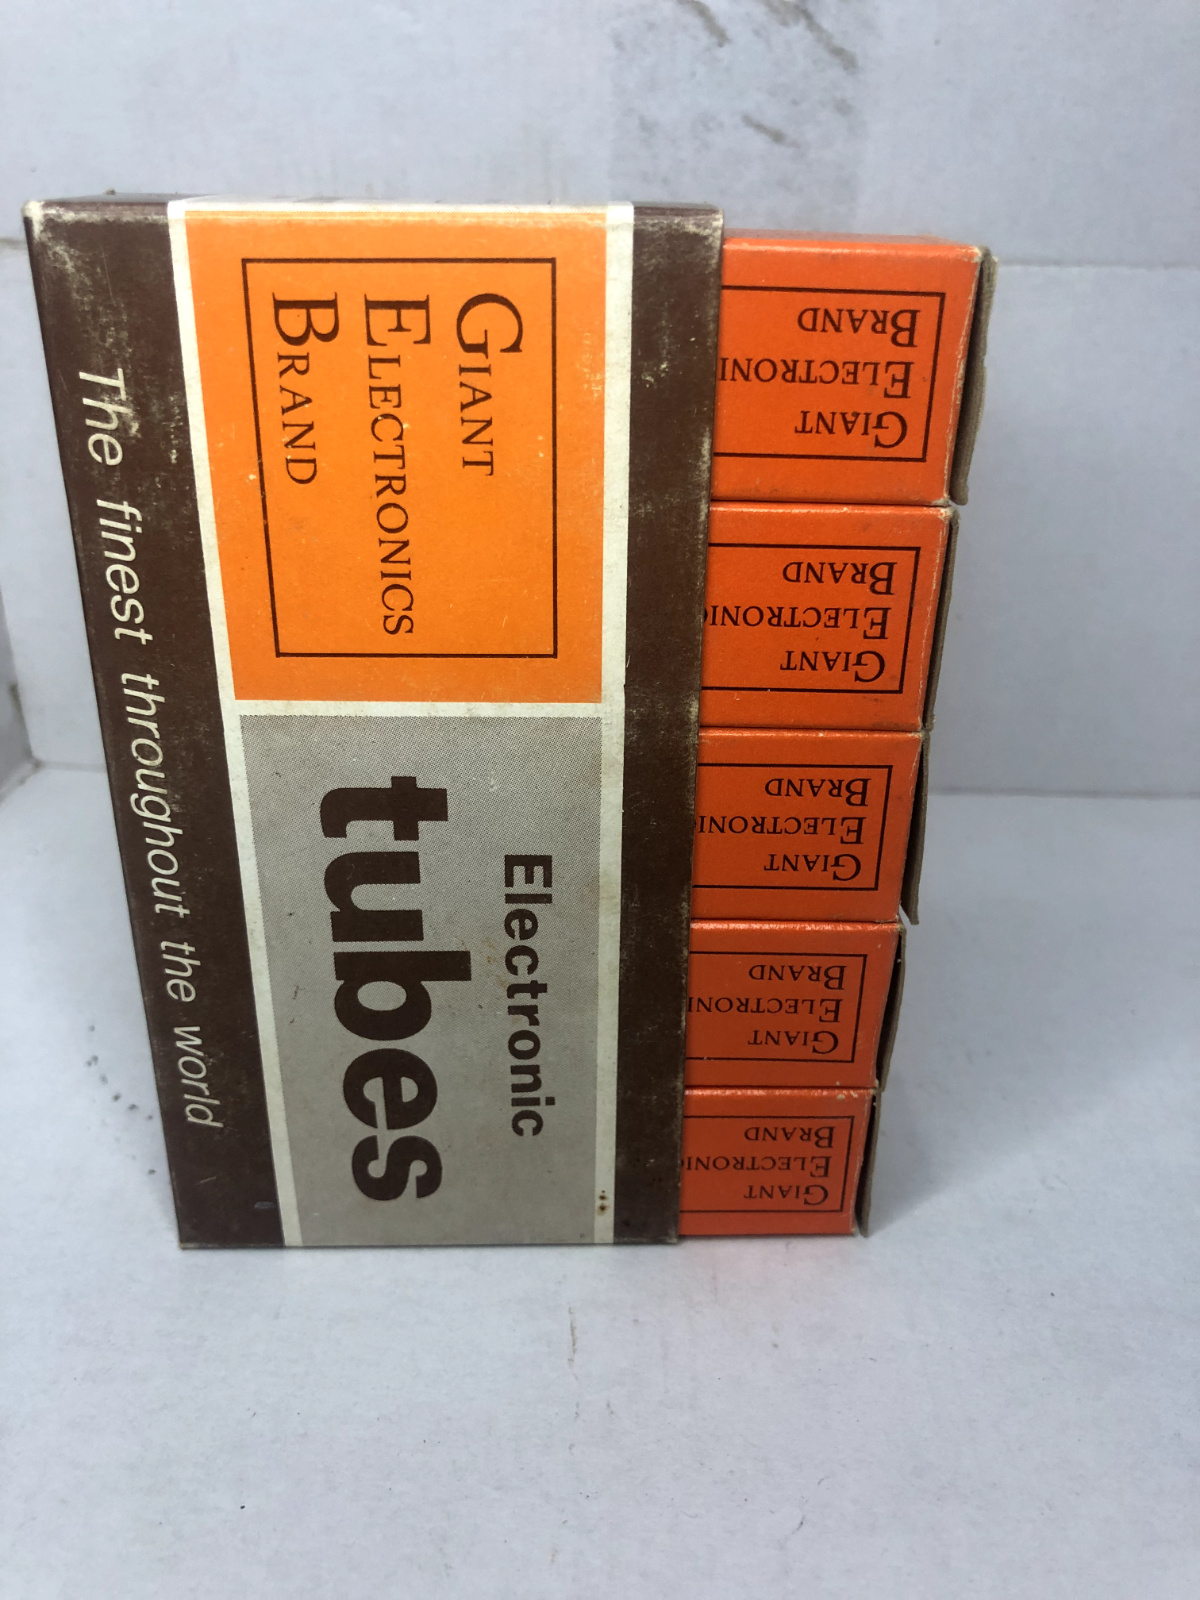 GIANT
ELECTRONICS
BRAND
Electronic
tubes
The finest throughout the world
GIANT
ELECTRONI
BRAND
GIANT
ELECTRONIC
BRAND
GIANT
ELECTRONI
BRAND
GIANT
ELECTRONI
BRAND
GIANT
ELECTRONI
BRAND